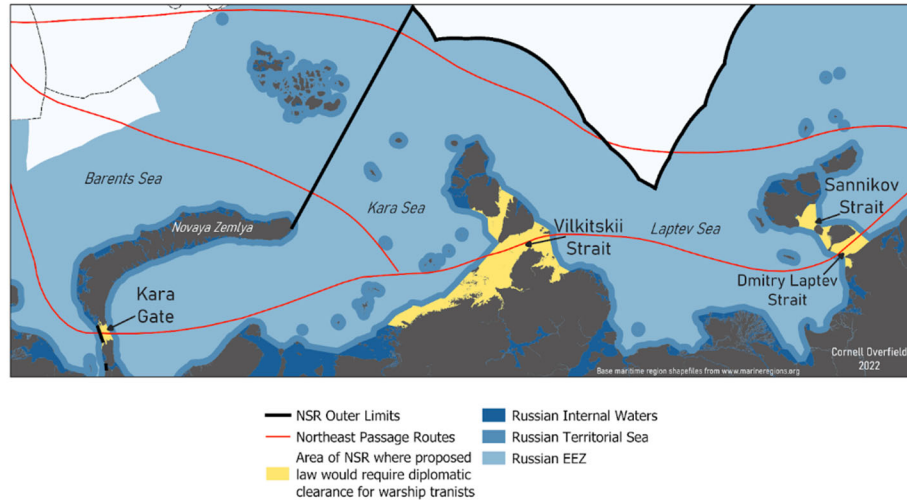 Barents Sea
Novaya Zemlya
Kara Sea
Kara
Gate
Vilkitskii
Strait
Laptev Sea
Sannikov
Strait
Dmitry Laptev
Strait
Cornell Overfield
2022
Base maritime region shapefiles from www.marineregions.org
NSR Outer Limits
Northeast Passage Routes
Area of NSR where proposed
law would require diplomatic
clearance for warship tranists
Russian Internal Waters
Russian Territorial Sea
Russian EEZ